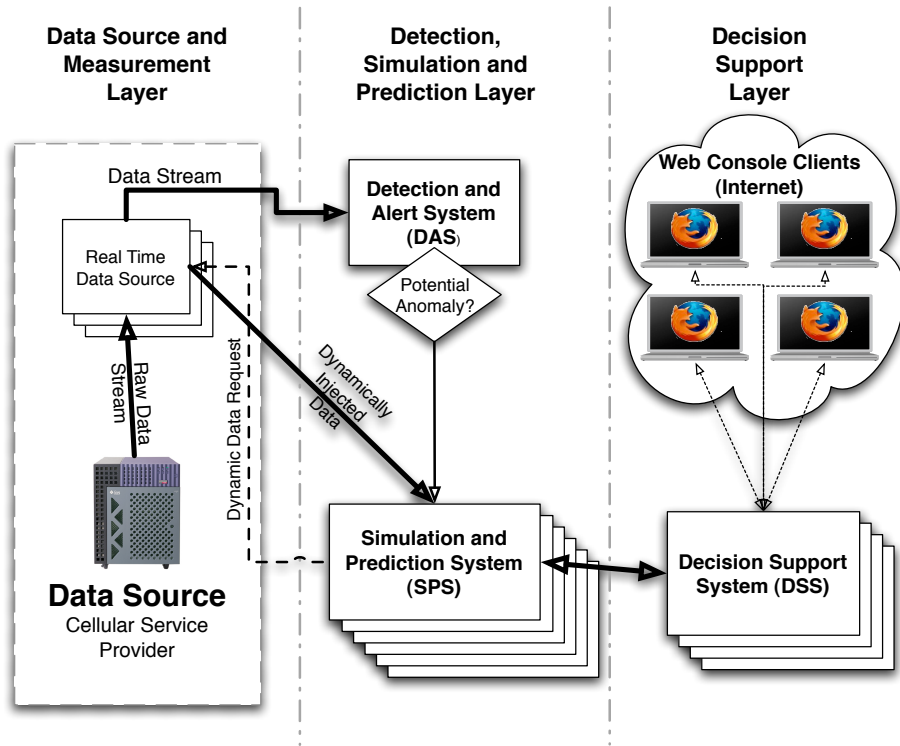 Data Source and
Measurement
Layer
Detection,
Simulation and
Prediction Layer
Decision
Support
Layer
Data Stream
Real Time
Data Source
Raw Data
Stream
Data Source
Cellular Service
Provider
Dynamic Data Request
Dynamically
Injected
Data
Detection and
Alert System
(DAS)
Potential
Anomaly?
Simulation and
Prediction System
(SPS)
Web Console Clients
(Internet)
Decision Support
System (DSS)